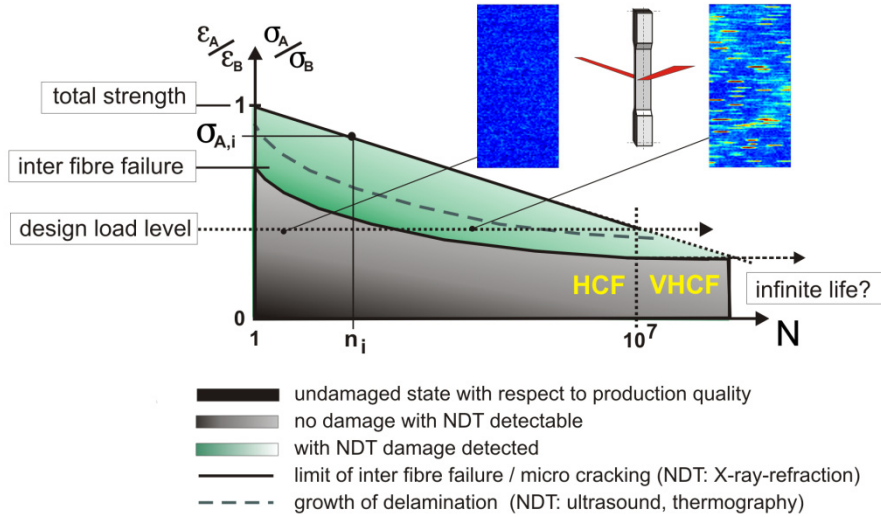 εA/εB σA/σB
total strength
1
σA,i
inter fibre failure
design load level
HCF VHCF
infinite life?
0
1 ni 10⁷ N
undamaged state with respect to production quality
no damage with NDT detectable
with NDT damage detected
limit of inter fibre failure / micro cracking (NDT: X-ray-refraction)
growth of delamination (NDT: ultrasound, thermography)